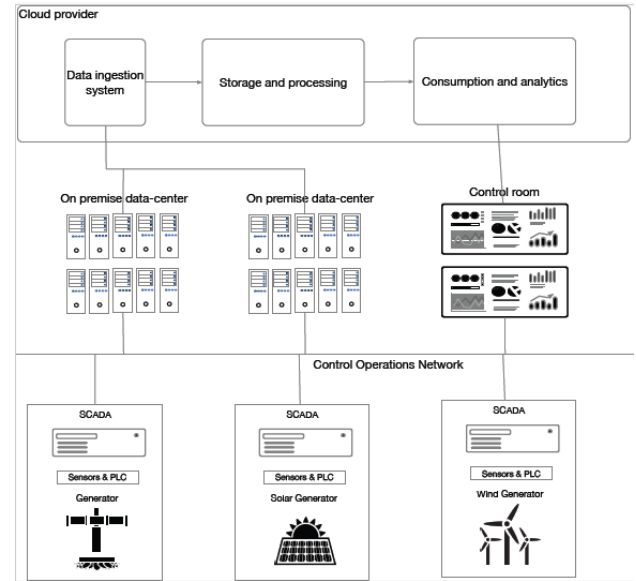 Cloud provider
Data ingestion
system
Storage and processing
Consumption and analytics
On premise data-center
On premise data-center
Control room
Control Operations Network
SCADA
SCADA
SCADA
Sensors & PLC
Sensors & PLC
Sensors & PLC
Generator
Solar Generator
Wind Generator